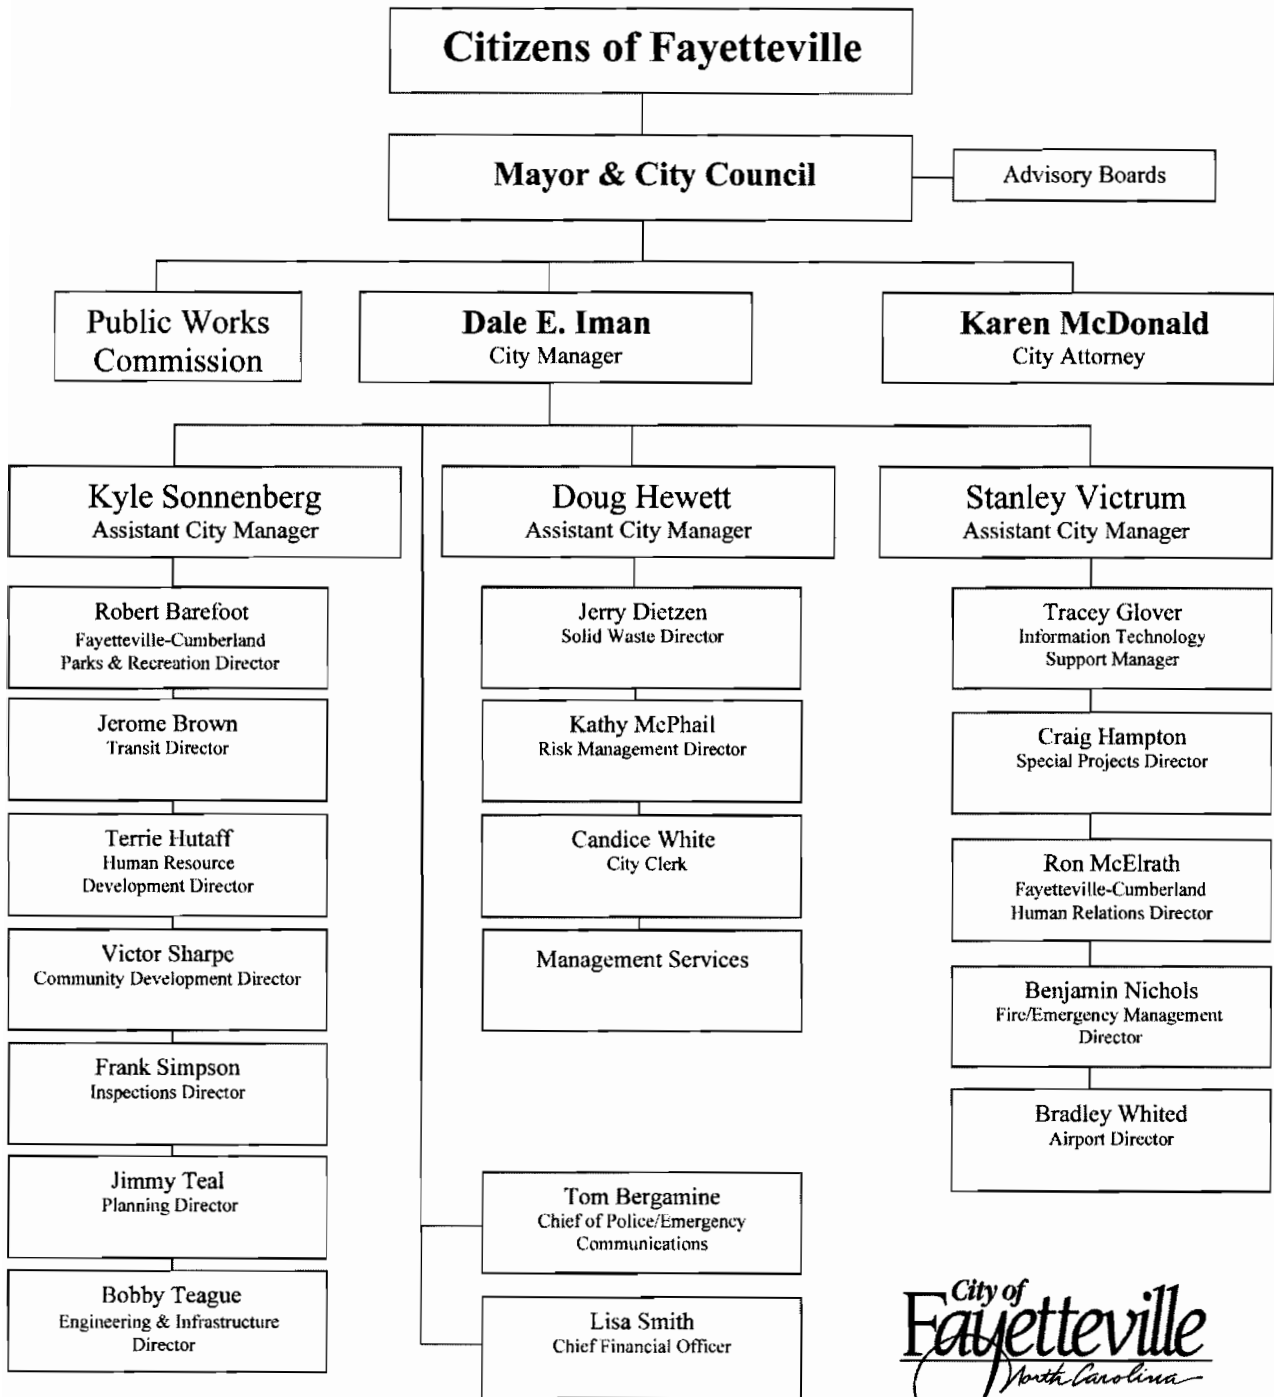 Citizens of Fayetteville
Mayor & City Council
Advisory Boards
Public Works
Commission
Dale E. Iman
City Manager
Karen McDonald
City Attorney
Kyle Sonnenberg
Assistant City Manager
Doug Hewett
Assistant City Manager
Stanley Victrum
Assistant City Manager
Robert Barefoot
Fayetteville-Cumberland
Parks & Recreation Director
Jerome Brown
Transit Director
Terrie Hutaff
Human Resource
Development Director
Victor Sharpe
Community Development Director
Frank Simpson
Inspections Director
Jimmy Teal
Planning Director
Bobby Teague
Engineering & Infrastructure
Director
Jerry Dietzen
Solid Waste Director
Kathy McPhail
Risk Management Director
Candice White
City Clerk
Management Services
Tom Bergamine
Chief of Police/Emergency
Communications
Lisa Smith
Chief Financial Officer
Tracey Glover
Information Technology
Support Manager
Craig Hampton
Special Projects Director
Ron McElrath
Fayetteville-Cumberland
Human Relations Director
Benjamin Nichols
Fire/Emergency Management
Director
Bradley Whited
Airport Director
City of
Fayetteville
North Carolina